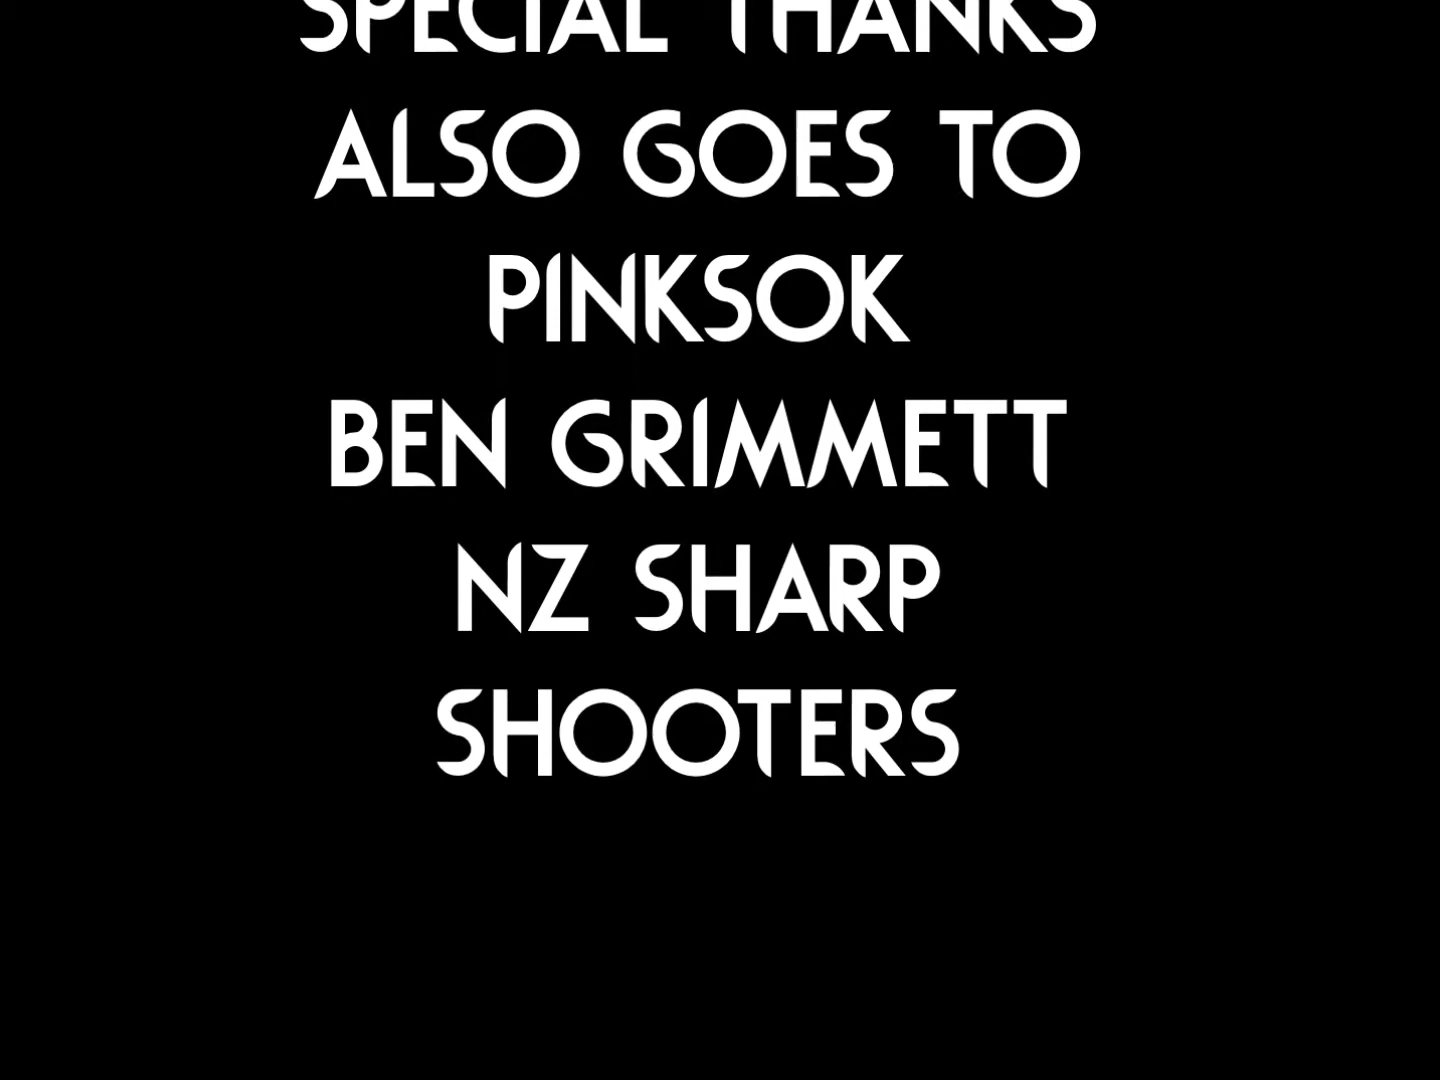 SPECIAL THANKS
ALSO GOES TO
PINKSOK
BEN GRIMMETT
NZ SHARP
SHOOTERS